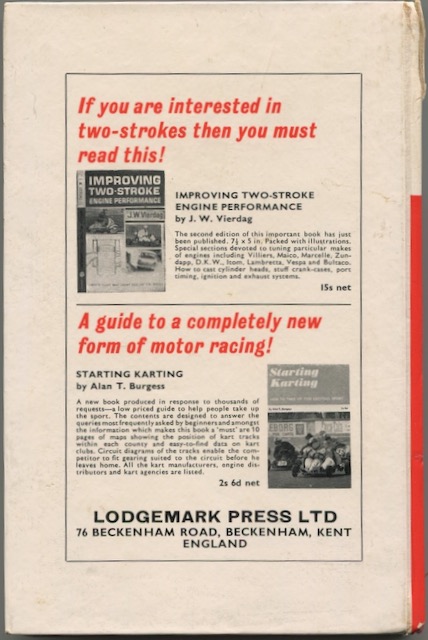 If you are interested in
two-strokes then you must
read this!
IMPROVING
TWO-STROKE
ENGINE PERFORMANCE
J.W Vierdag
IMPROVING TWO-STROKE
ENGINE PERFORMANCE
by J. W. Vierdag
The second edition of this important book has just
been published. 7½ x 5 in. Packed with illustrations.
Special sections devoted to tuning particular makes
of engines including Villiers, Maico, Marcelle, Zun-
dapp, D.K.W., Itom, Lambretta, Vespa and Bultaco.
How to cast cylinder heads, stuff crank-cases, port
timing, ignition and exhaust systems.
15s net
A guide to a completely new
form of motor racing!
STARTING KARTING
by Alan T. Burgess
A new book produced in response to thousands of
requests—a low priced guide to help people take up
the sport. The contents are designed to answer the
queries most frequently asked by beginners and amongst
the information which makes this book a 'must' are 10
pages of maps showing the position of kart tracks
within each county and easy-to-find data on kart
clubs. Circuit diagrams of the tracks enable the com-
petitor to fit gearing suited to the circuit before he
leaves home. All the kart manufacturers, engine dis-
tributors and kart agencies are listed.
2s 6d net
Starting
Karting
LODGEMARK PRESS LTD
76 BECKENHAM ROAD, BECKENHAM, KENT
ENGLAND